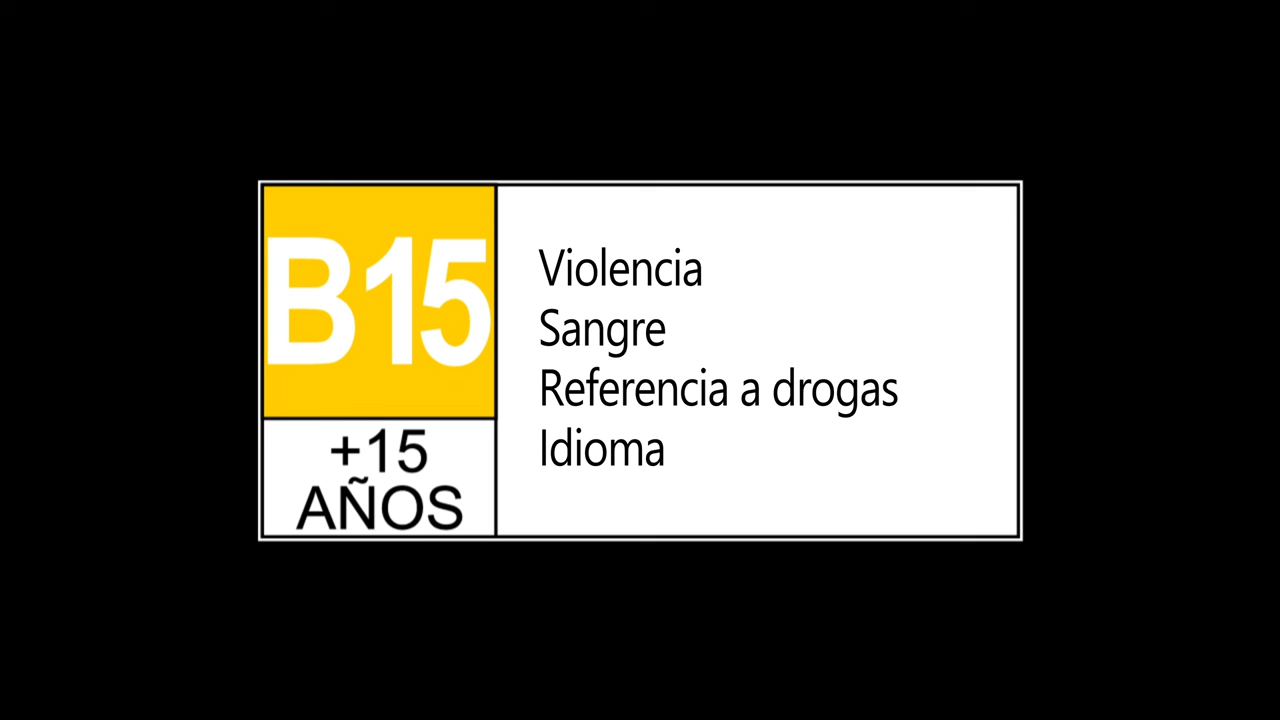 B15
+15
AÑOS
Violencia
Sangre
Referencia a drogas
Idioma